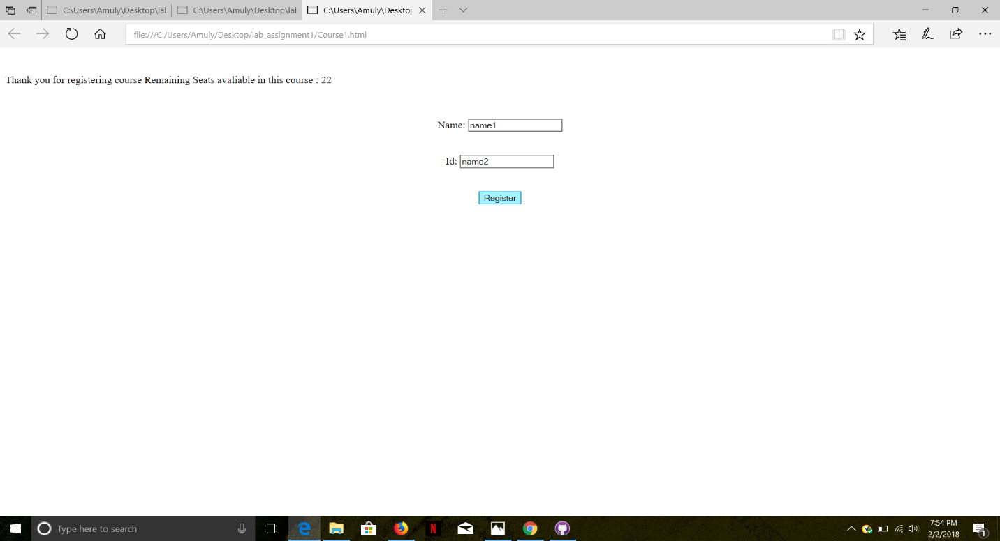 C:\Users\Amuly\Desktop\lal
C:\Users\Amuly\Desktop\lal
C:\Users\Amuly\Desktop
file:///C:/Users/Amuly/Desktop/lab_assignment1/Course1.html
Thank you for registering course Remaining Seats avaliable in this course : 22
Name: name1
Id: name2
Register
Type here to search
7:54 PM
2/2/2018
1